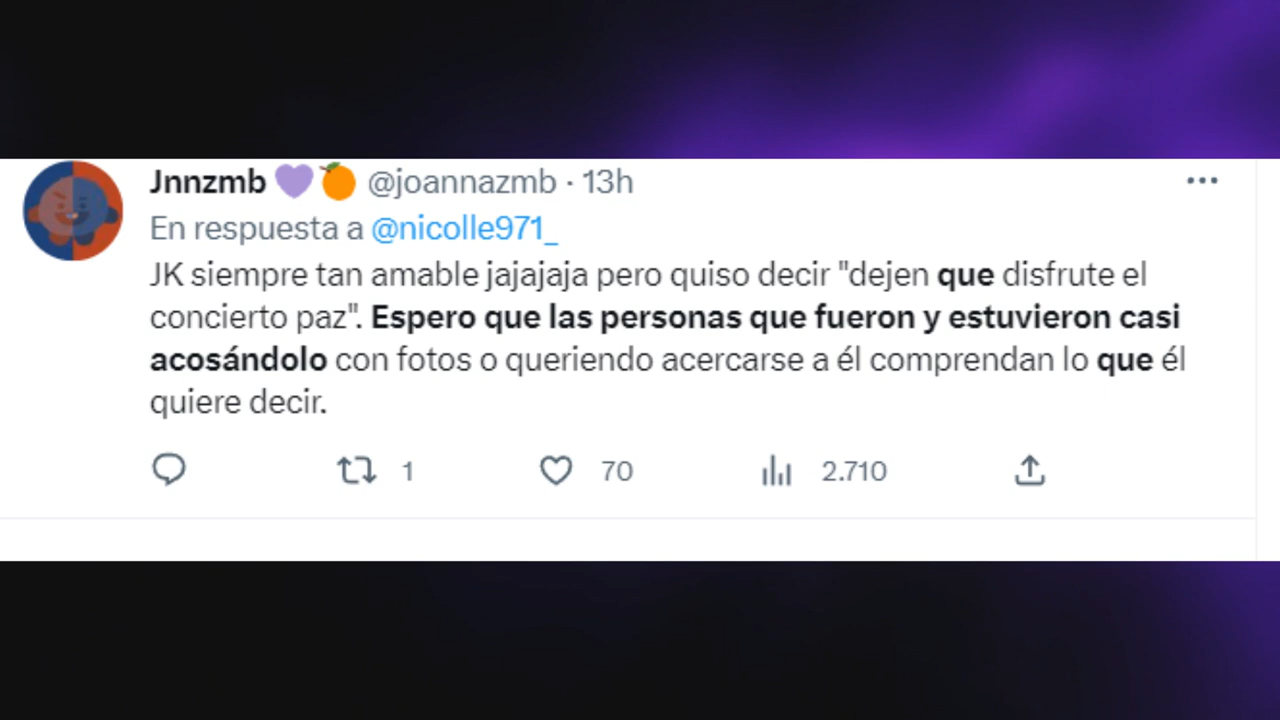 Jnnzmb 💜🍊 @joannazmb · 13h
En respuesta a @nicolle971_
JK siempre tan amable jajajaja pero quiso decir "dejen que disfrute el
concierto paz". Espero que las personas que fueron y estuvieron casi
acosándolo con fotos o queriendo acercarse a él comprendan lo que él
quiere decir.
1 70 2.710